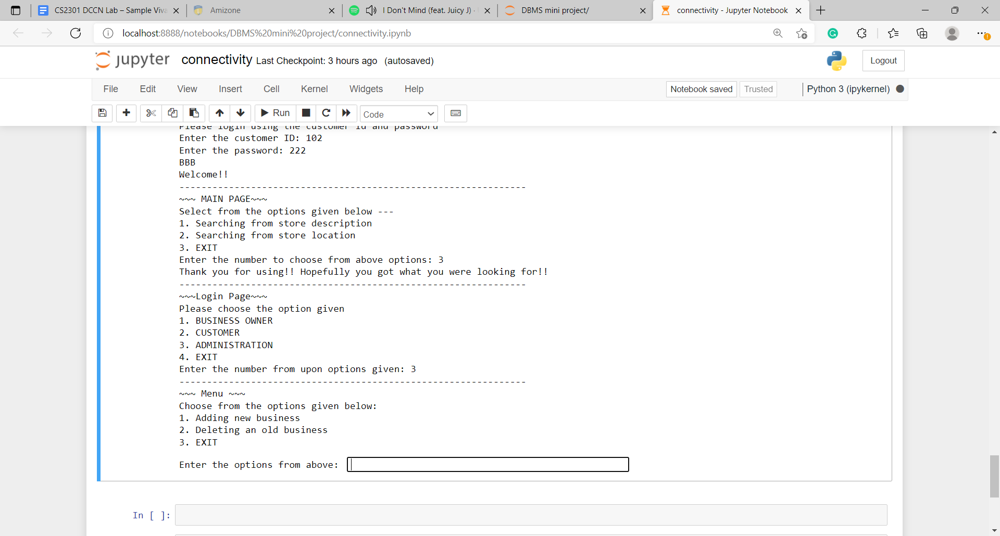 CS2301 DCCN Lab – Sample Viva
Amizone
I Don't Mind (feat. Juicy J) ·
DBMS mini project/
connectivity - Jupyter Notebook
localhost:8888/notebooks/DBMS%20mini%20project/connectivity.ipynb
jupyter connectivity Last Checkpoint: 3 hours ago (autosaved)
Logout
File Edit View Insert Cell Kernel Widgets Help
Notebook saved Trusted Python 3 (ipykernel)
Run Code
Please login using the customer id and password
Enter the customer ID: 102
Enter the password: 222
BBB
Welcome!!
---------------------------------------------------------------
~~~ MAIN PAGE~~~
Select from the options given below ---
1. Searching from store description
2. Searching from store location
3. EXIT
Enter the number to choose from above options: 3
Thank you for using!! Hopefully you got what you were looking for!!
---------------------------------------------------------------
~~~Login Page~~~
Please choose the option given
1. BUSINESS OWNER
2. CUSTOMER
3. ADMINISTRATION
4. EXIT
Enter the number from upon options given: 3
---------------------------------------------------------------
~~~ Menu ~~~
Choose from the options given below:
1. Adding new business
2. Deleting an old business
3. EXIT
Enter the options from above:
In [ ]: